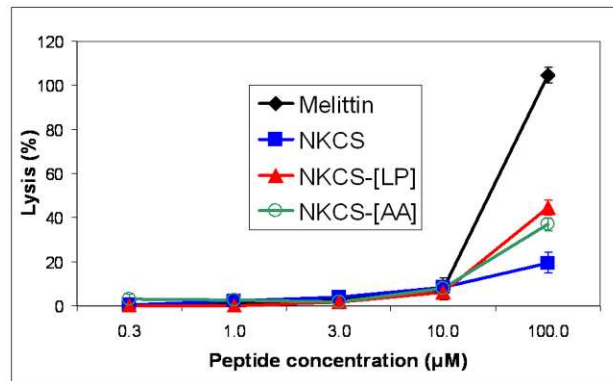 120
100
80
60
40
20
0
Lysis (%)
Melittin
NKCS
NKCS-[LP]
NKCS-[AA]
0.3 1.0 3.0 10.0 100.0
Peptide concentration (µM)